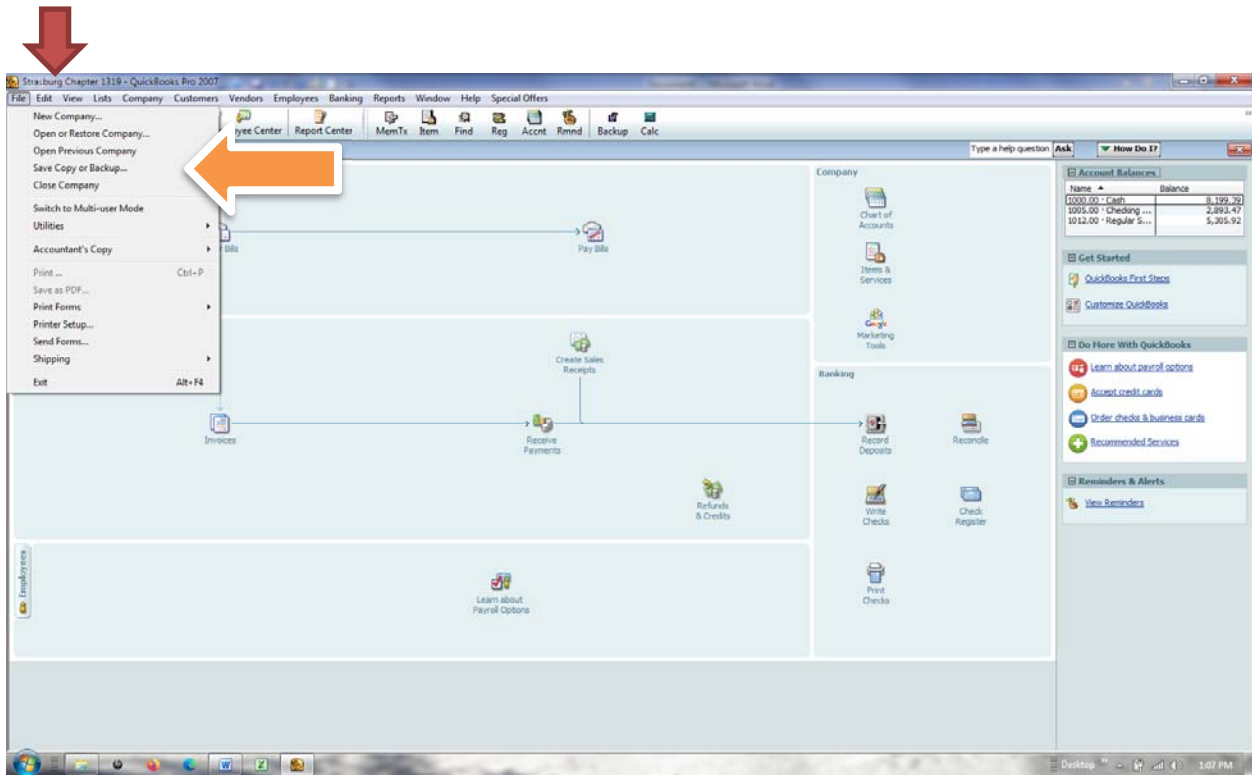 Strasburg Chapter 1319 - QuickBooks Pro 2007
File Edit View Lists Company Customers Vendors Employees Banking Reports Window Help Special Offers
New Company...
Open or Restore Company...
Open Previous Company
Save Copy or Backup...
Close Company
Switch to Multi-user Mode
Utilities
Accountant's Copy
Print ... Ctrl+P
Save as PDF...
Print Forms
Printer Setup...
Send Forms...
Shipping
Exit Alt+F4
yee Center Report Center MemTx Item Find Reg Accnt Rmnd Backup Calc
Type a help question Ask How Do I?
Bills
Pay Bills
Create Sales
Receipts
Invoices
Receive
Payments
Refunds
& Credits
Employees
Learn about
Payroll Options
Company
Chart of
Accounts
Items &
Services
Google
Marketing
Tools
Banking
Record
Deposits
Reconcile
Write
Checks
Check
Register
Print
Checks
Account Balances
Name Balance
1000.00 · Cash 8,199.39
1005.00 · Checking ... 2,893.47
1012.00 · Regular S... 5,305.92
Get Started
QuickBooks First Steps
Customize QuickBooks
Do More With QuickBooks
Learn about payroll options
Accept credit cards
Order checks & business cards
Recommended Services
Reminders & Alerts
View Reminders
Desktop 1:07 PM